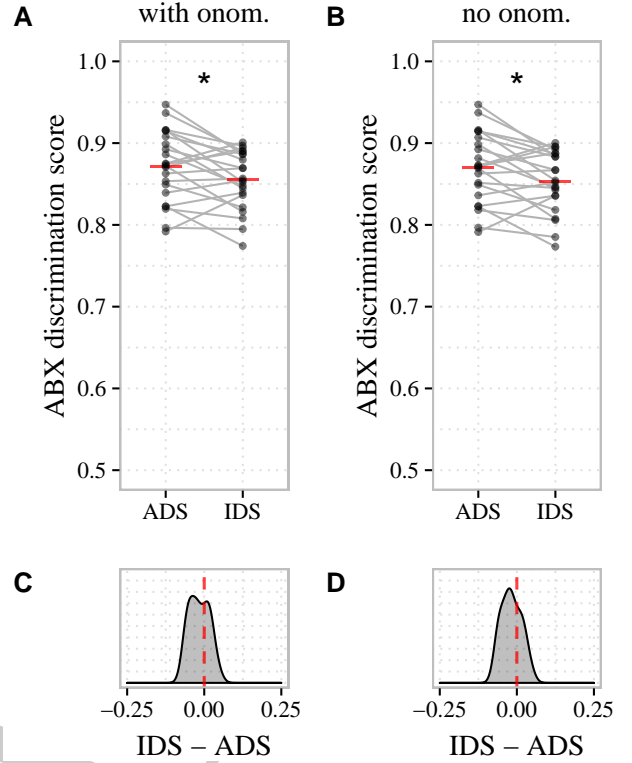 A with onom.
B no onom.
ABX discrimination score
1.0
0.9
0.8
0.7
0.6
0.5
*
ADS IDS
ABX discrimination score
1.0
0.9
0.8
0.7
0.6
0.5
*
ADS IDS
C
−0.25 0.00 0.25
IDS − ADS
D
−0.25 0.00 0.25
IDS − ADS